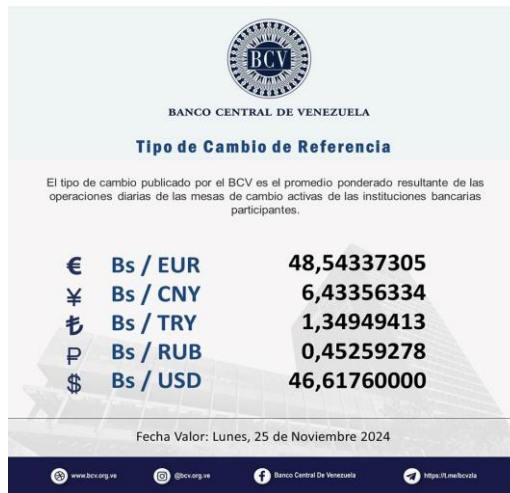 BCV
BANCO CENTRAL DE VENEZUELA
Tipo de Cambio de Referencia
El tipo de cambio publicado por el BCV es el promedio ponderado resultante de las
operaciones diarias de las mesas de cambio activas de las instituciones bancarias
participantes.
€ Bs / EUR 48,54337305
¥ Bs / CNY 6,43356334
₺ Bs / TRY 1,34949413
₽ Bs / RUB 0,45259278
$ Bs / USD 46,61760000
Fecha Valor: Lunes, 25 de Noviembre 2024
www.bcv.org.ve @bcv.org.ve Banco Central De Venezuela https://t.me/bcvzla